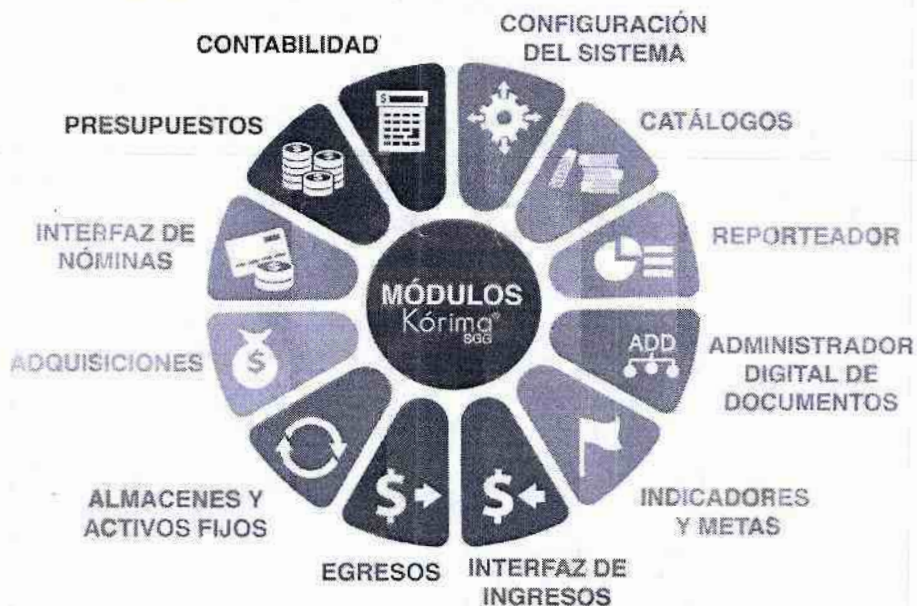 CONTABILIDAD
CONFIGURACIÓN
DEL SISTEMA
PRESUPUESTOS
CATÁLOGOS
INTERFAZ DE
NÓMINAS
REPORTEADOR
MÓDULOS
Kórima®
SGG
ADQUISICIONES
$
ADD
ADMINISTRADOR
DIGITAL DE
DOCUMENTOS
ALMACENES Y
ACTIVOS FIJOS
$
$
INDICADORES
Y METAS
EGRESOS
INTERFAZ DE
INGRESOS